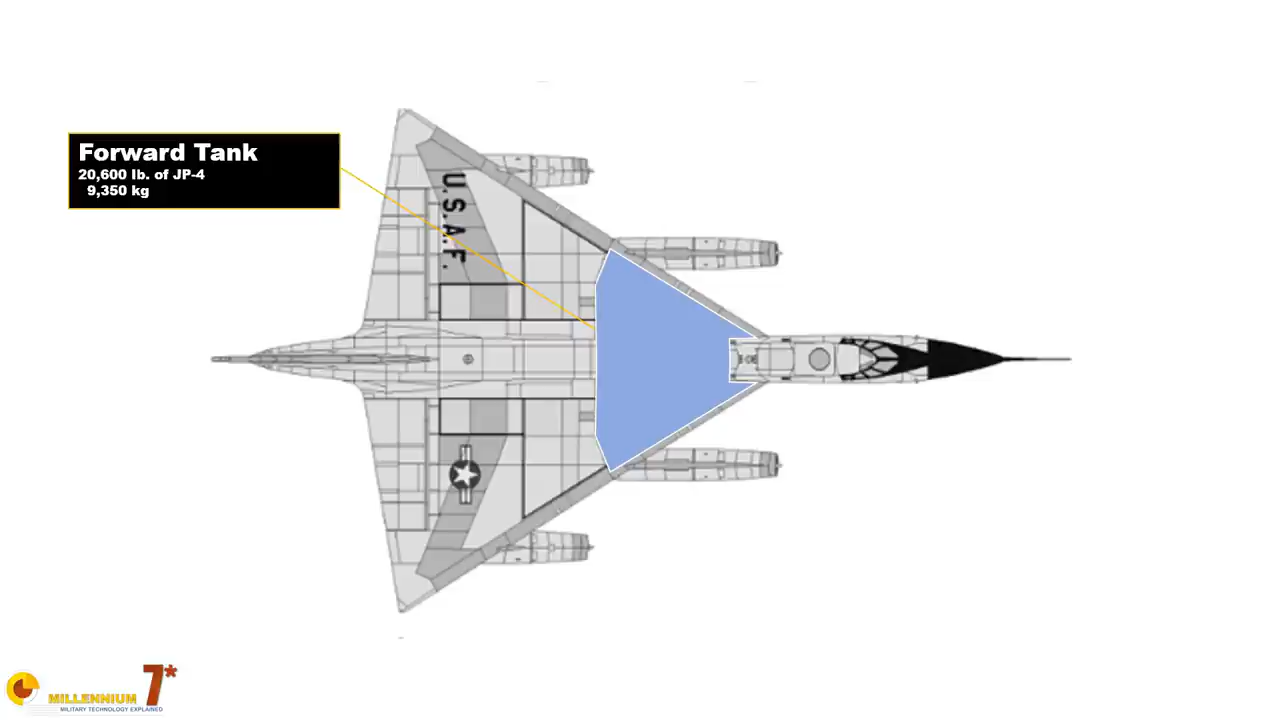 Forward Tank
20,600 lb. of JP-4
9,350 kg
U.S.A.F.
MILLENNIUM 7*
MILITARY TECHNOLOGY EXPLAINED